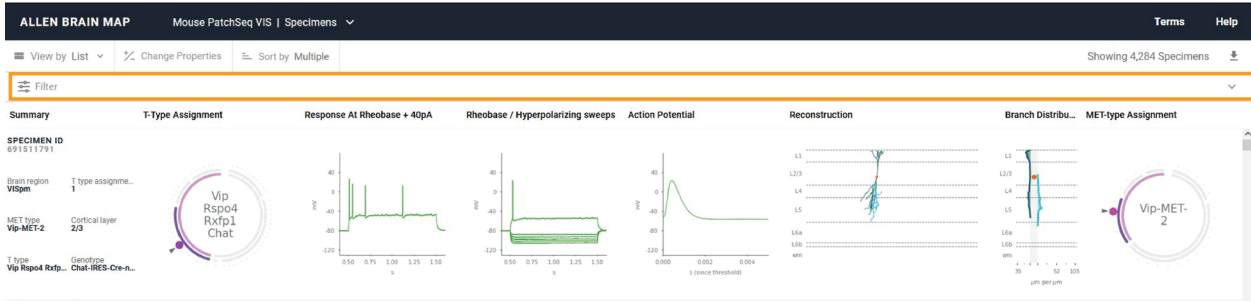 ALLEN BRAIN MAP Mouse PatchSeq VIS | Specimens Terms Help
View by List Change Properties Sort by Multiple Showing 4,284 Specimens
Filter
Summary T-Type Assignment Response At Rheobase + 40pA Rheobase / Hyperpolarizing sweeps Action Potential Reconstruction Branch Distribu... MET-type Assignment
SPECIMEN ID
691511791
Brain region T type assignme...
VISpm 1
MET type Cortical layer
Vip-MET-2 2/3
T type Genotype
Vip Rspo4 Rxfp... Chat-IRES-Cre-n...
Vip
Rspo4
Rxfp1
Chat
40
0
mV
-40
-80
-120
0.50 0.75 1.00 1.25 1.50
s
40
0
mV
-40
-80
-120
0.50 0.75 1.00 1.25 1.50
s
40
0
mV
-40
-80
-120
0.000 0.002 0.004
s (since threshold)
L1
L2/3
L4
L5
L6a
L6b
wm
L1
L2/3
L4
L5
L6a
L6b
wm
35 52 105
μm per μm
Vip-MET-
2